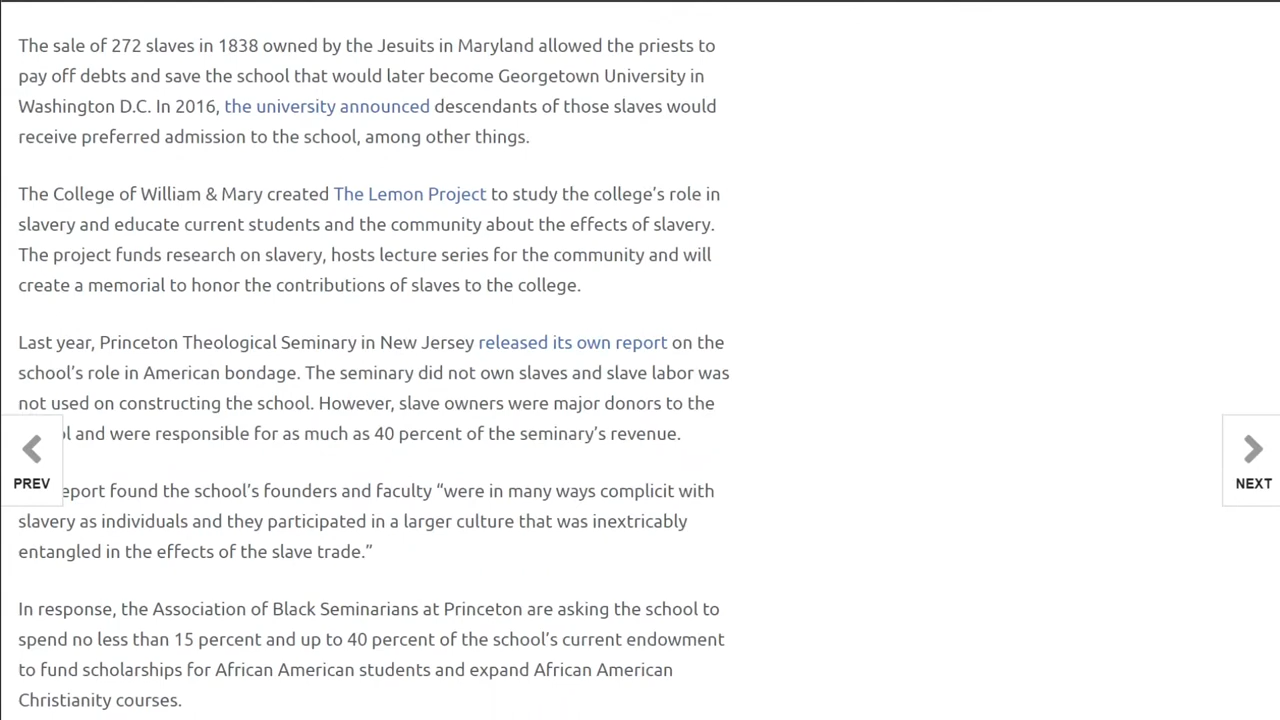 The sale of 272 slaves in 1838 owned by the Jesuits in Maryland allowed the priests to
pay off debts and save the school that would later become Georgetown University in
Washington D.C. In 2016, the university announced descendants of those slaves would
receive preferred admission to the school, among other things.
The College of William & Mary created The Lemon Project to study the college’s role in
slavery and educate current students and the community about the effects of slavery.
The project funds research on slavery, hosts lecture series for the community and will
create a memorial to honor the contributions of slaves to the college.
Last year, Princeton Theological Seminary in New Jersey released its own report on the
school’s role in American bondage. The seminary did not own slaves and slave labor was
not used on constructing the school. However, slave owners were major donors to the
and were responsible for as much as 40 percent of the seminary’s revenue.
PREV
NEXT
found the school’s founders and faculty “were in many ways complicit with
slavery as individuals and they participated in a larger culture that was inextricably
entangled in the effects of the slave trade.”
In response, the Association of Black Seminarians at Princeton are asking the school to
spend no less than 15 percent and up to 40 percent of the school’s current endowment
to fund scholarships for African American students and expand African American
Christianity courses.